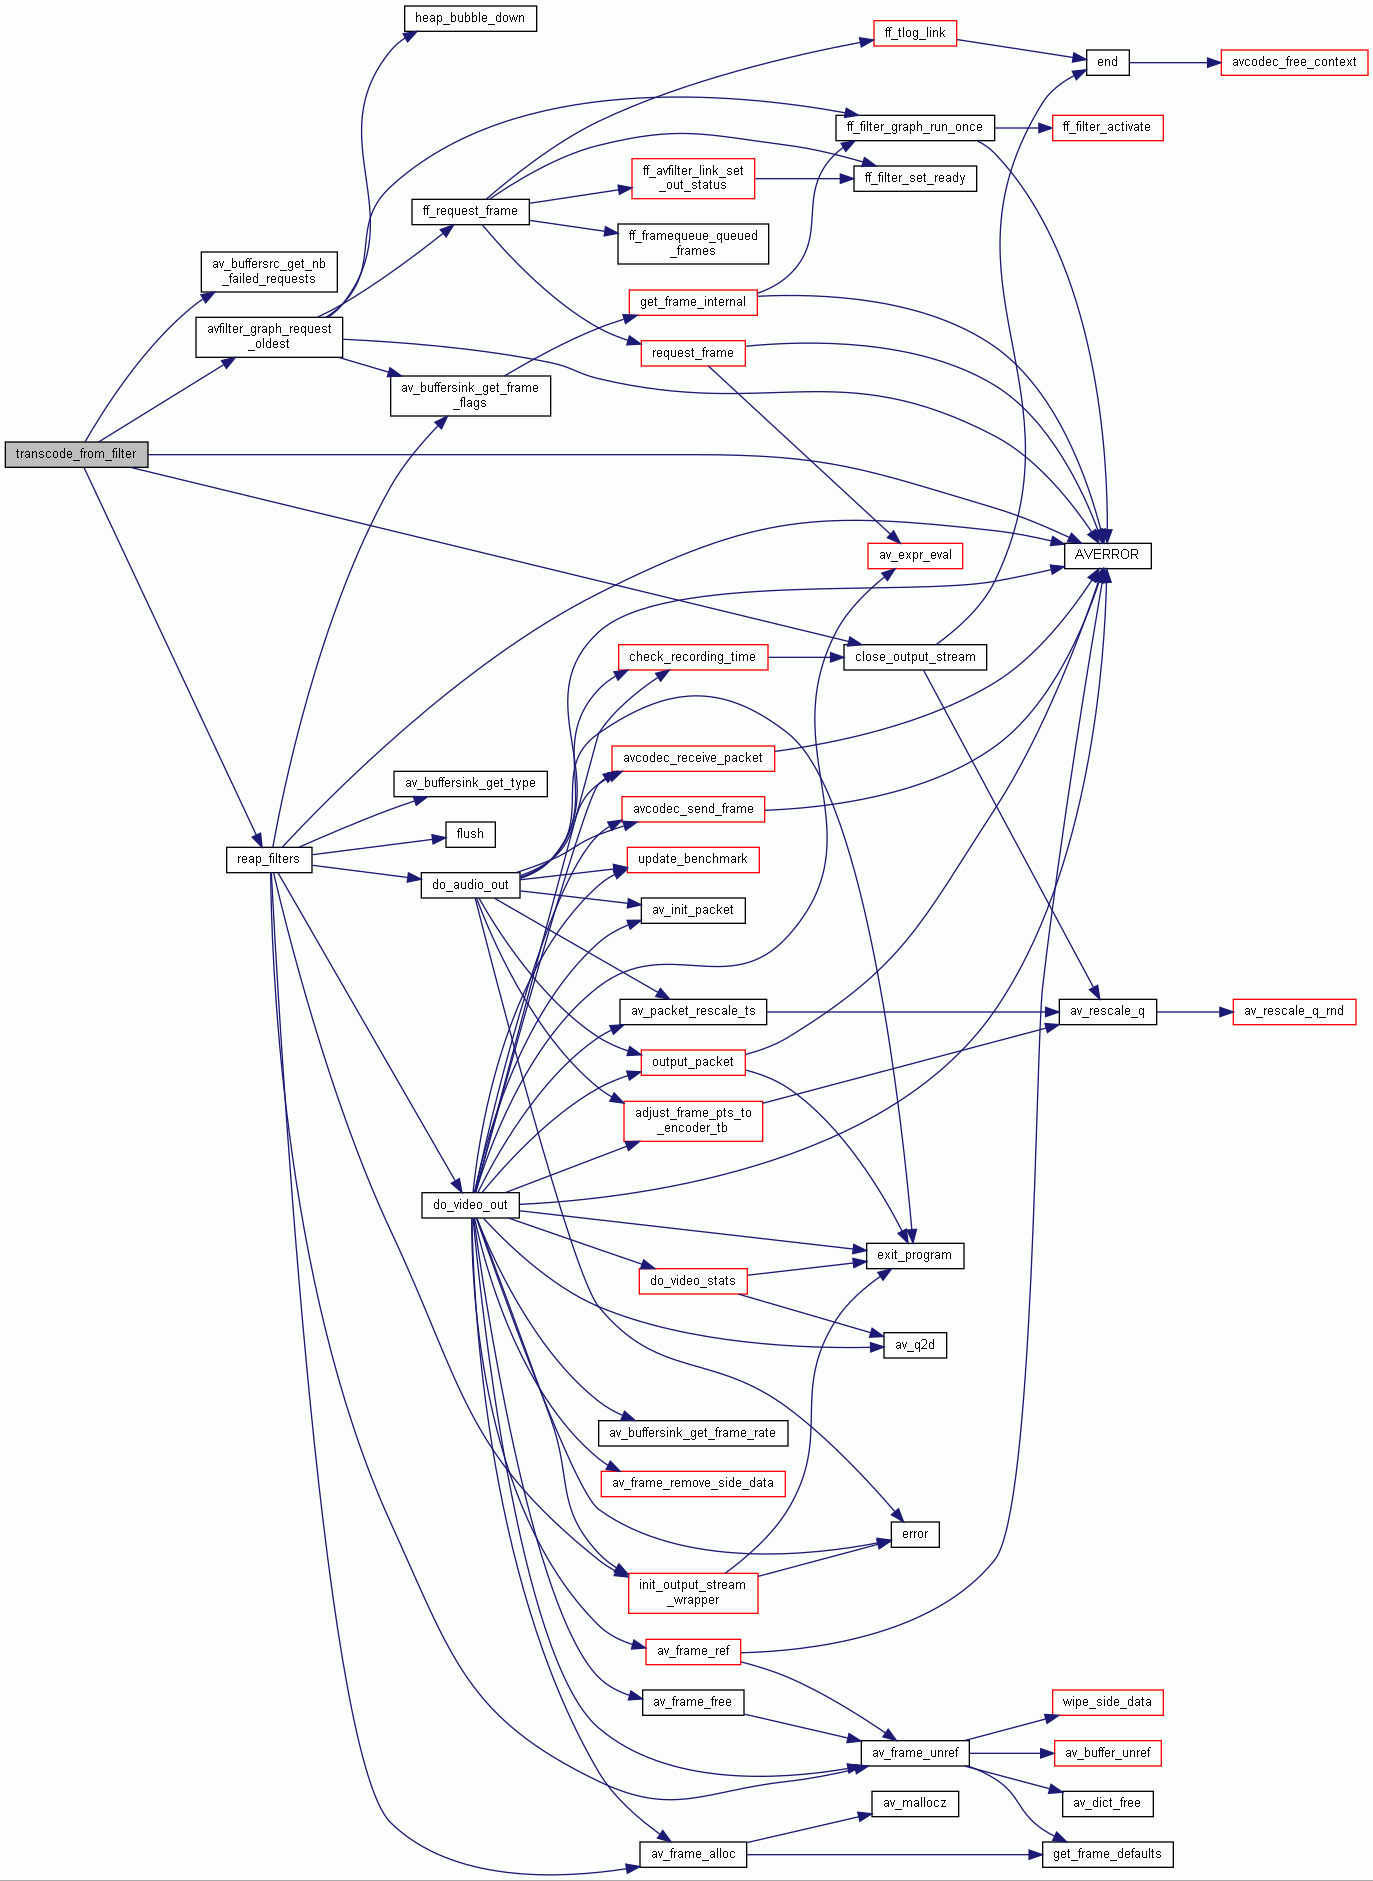 heap_bubble_down
ff_tlog_link
end
avcodec_free_context
ff_filter_graph_run_once
ff_filter_activate
ff_avfilter_link_set
_out_status
ff_filter_set_ready
ff_request_frame
ff_framequeue_queued
_frames
av_buffersrc_get_nb
_failed_requests
get_frame_internal
avfilter_graph_request
_oldest
request_frame
av_buffersink_get_frame
_flags
transcode_from_filter
av_expr_eval
AVERROR
check_recording_time
close_output_stream
avcodec_receive_packet
av_buffersink_get_type
avcodec_send_frame
flush
reap_filters
update_benchmark
do_audio_out
av_init_packet
av_packet_rescale_ts
av_rescale_q
av_rescale_q_rnd
output_packet
adjust_frame_pts_to
_encoder_tb
do_video_out
exit_program
do_video_stats
av_q2d
av_buffersink_get_frame_rate
av_frame_remove_side_data
error
init_output_stream
_wrapper
av_frame_ref
av_frame_free
wipe_side_data
av_frame_unref
av_buffer_unref
av_mallocz
av_dict_free
av_frame_alloc
get_frame_defaults